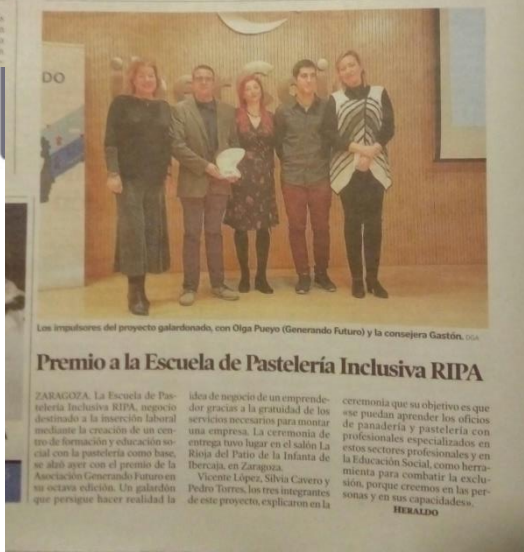 DO
Los impulsores del proyecto galardonado, con Olga Pueyo (Generando Futuro) y la consejera Gastón. DGA
Premio a la Escuela de Pastelería Inclusiva RIPA
ZARAGOZA. La Escuela de Pas-
telería Inclusiva RIPA, negocio
destinado a la inserción laboral
mediante la creación de un cen-
tro de formación y educación so-
cial con la pastelería como base,
se alzó ayer con el premio de la
Asociación Generando Futuro en
su octava edición. Un galardón
que persigue hacer realidad la
idea de negocio de un emprende-
dor gracias a la gratuidad de los
servicios necesarios para montar
una empresa. La ceremonia de
entrega tuvo lugar en el salón La
Rioja del Patio de la Infanta de
Ibercaja, en Zaragoza.
Vicente López, Silvia Cavero y
Pedro Torres, los tres integrantes
de este proyecto, explicaron en la
ceremonia que su objetivo es que
«se puedan aprender los oficios
de panadería y pastelería con
profesionales especializados en
estos sectores profesionales y en
la Educación Social, como herra-
mienta para combatir la exclu-
sión, porque creemos en las per-
sonas y en sus capacidades».
HERALDO